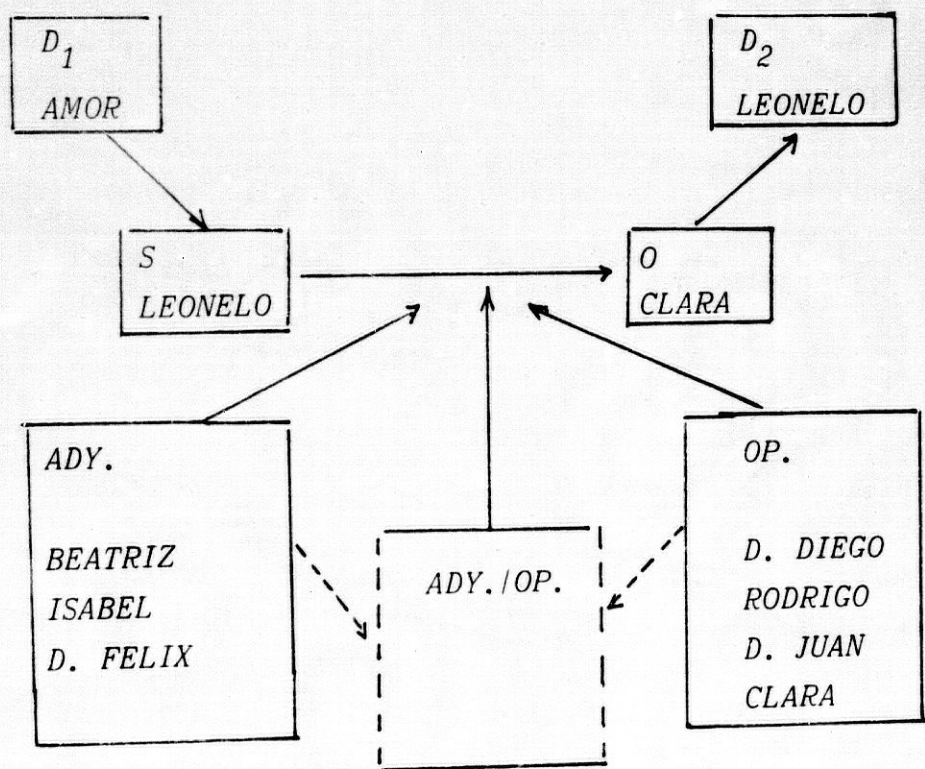 D1
AMOR
D2
LEONELO
S
LEONELO
O
CLARA
ADY.
BEATRIZ
ISABEL
D. FELIX
ADY./OP.
OP.
D. DIEGO
RODRIGO
D. JUAN
CLARA